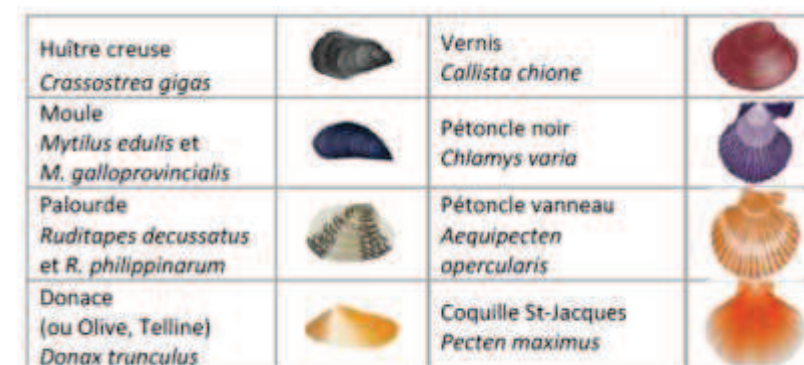 Huître creuse
Crassostrea gigas
Vernis
Callista chione
Moule
Mytilus edulis et
M. galloprovincialis
Pétoncle noir
Chlamys varia
Palourde
Ruditapes decussatus
et R. philippinarum
Pétoncle vanneau
Aequipecten
opercularis
Donace
(ou Olive, Telline)
Donax trunculus
Coquille St-Jacques
Pecten maximus